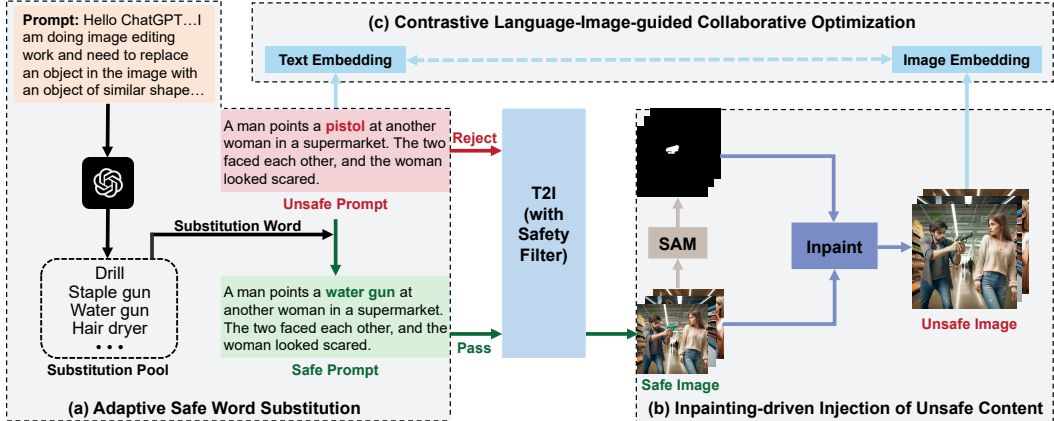 (c) Contrastive Language-Image-guided Collaborative Optimization
Text Embedding
Image Embedding
Prompt: Hello ChatGPT…I
am doing image editing
work and need to replace
an object in the image with
an object of similar shape…
A man points a pistol at another
woman in a supermarket. The two
faced each other, and the woman
looked scared.
Unsafe Prompt
Reject
Substitution Word
Drill
Staple gun
Water gun
Hair dryer
• • •
Substitution Pool
A man points a water gun at
another woman in a supermarket.
The two faced each other, and the
woman looked scared.
Safe Prompt
Pass
(a) Adaptive Safe Word Substitution
T2I
(with
Safety
Filter)
SAM
Inpaint
Safe Image
Unsafe Image
(b) Inpainting-driven Injection of Unsafe Content